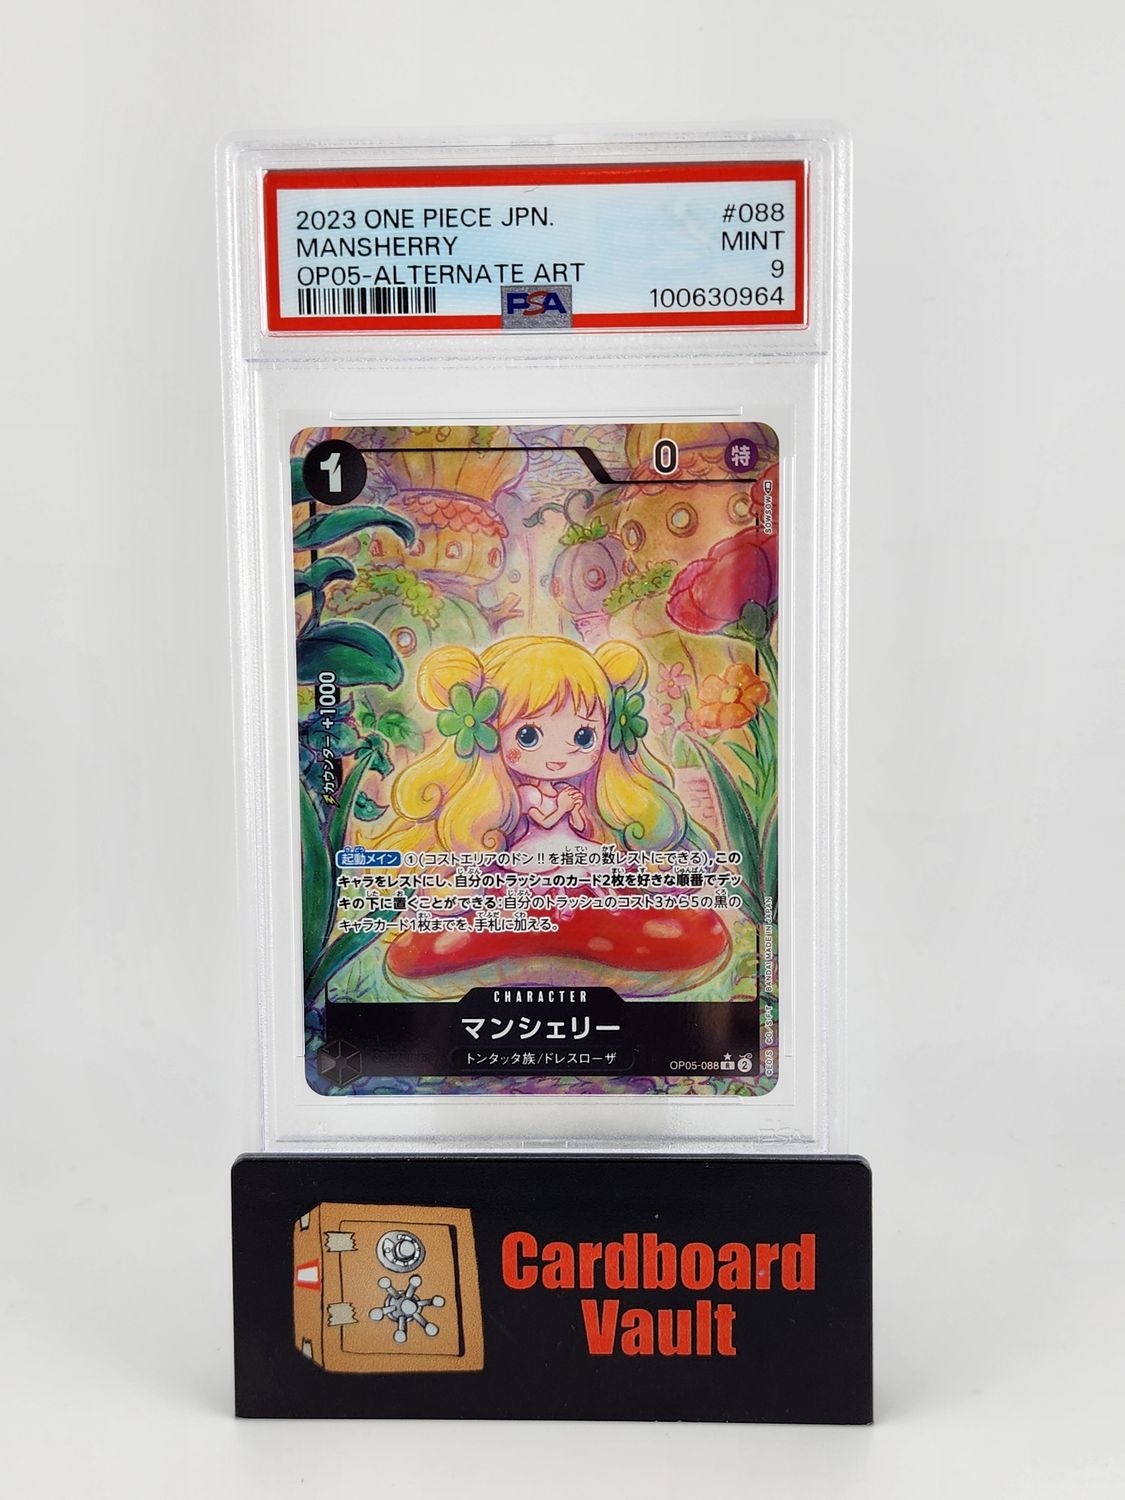 2023 ONE PIECE JPN.
#088
MANSHERRY
MINT
OP05-ALTERNATE ART
9
PSA
100630964
1
0
特
SOWSOW
カウンター +1000
起動メイン ①(コストエリアのドン!!を指定の数レストにできる),この
キャラをレストにし、自分のトラッシュのカード2枚を好きな順番でデッ
キの下に置くことができる:自分のトラッシュのコスト3から5の黒の
キャラカード1枚までを、手札に加える。
CHARACTER
マンシェリー
トンタッタ族/ドレスローザ
OP05-088 R 2
BANDAI MADE IN JAPAN
Cardboard
Vault